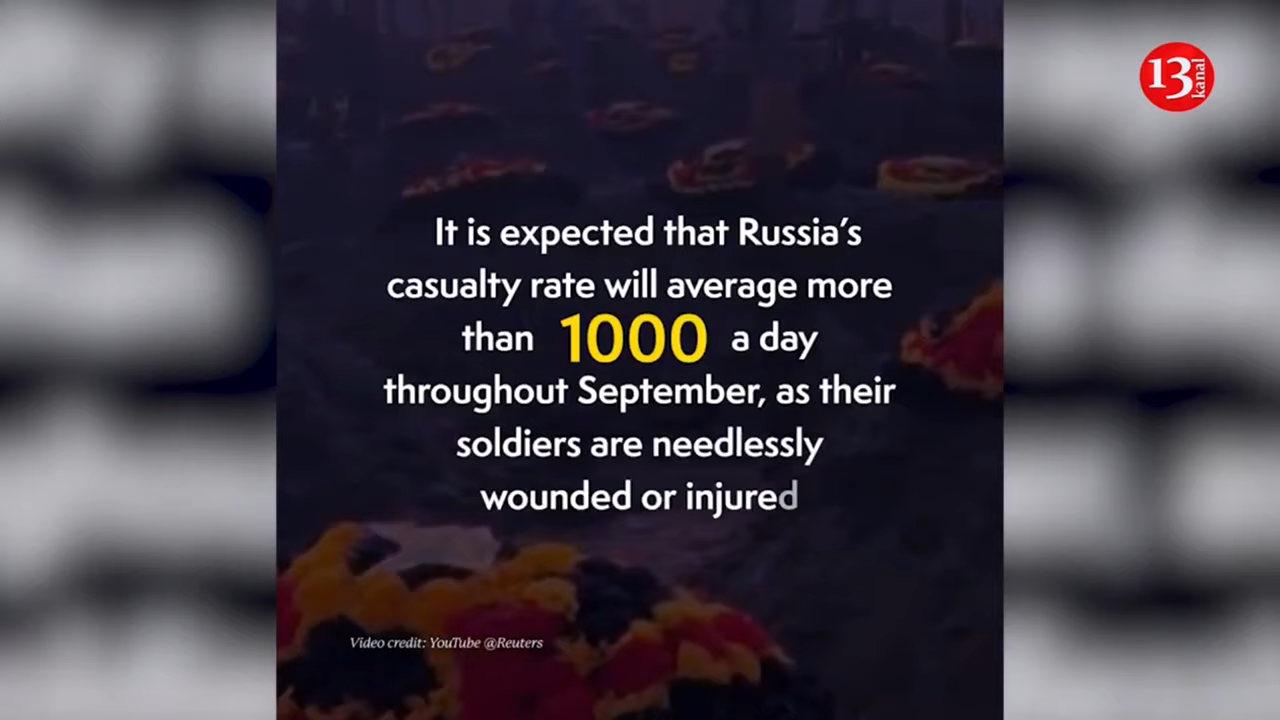 13 kanal
It is expected that Russia's
casualty rate will average more
than 1000 a day
throughout September, as their
soldiers are needlessly
wounded or injured
Video credit: YouTube @Reuters